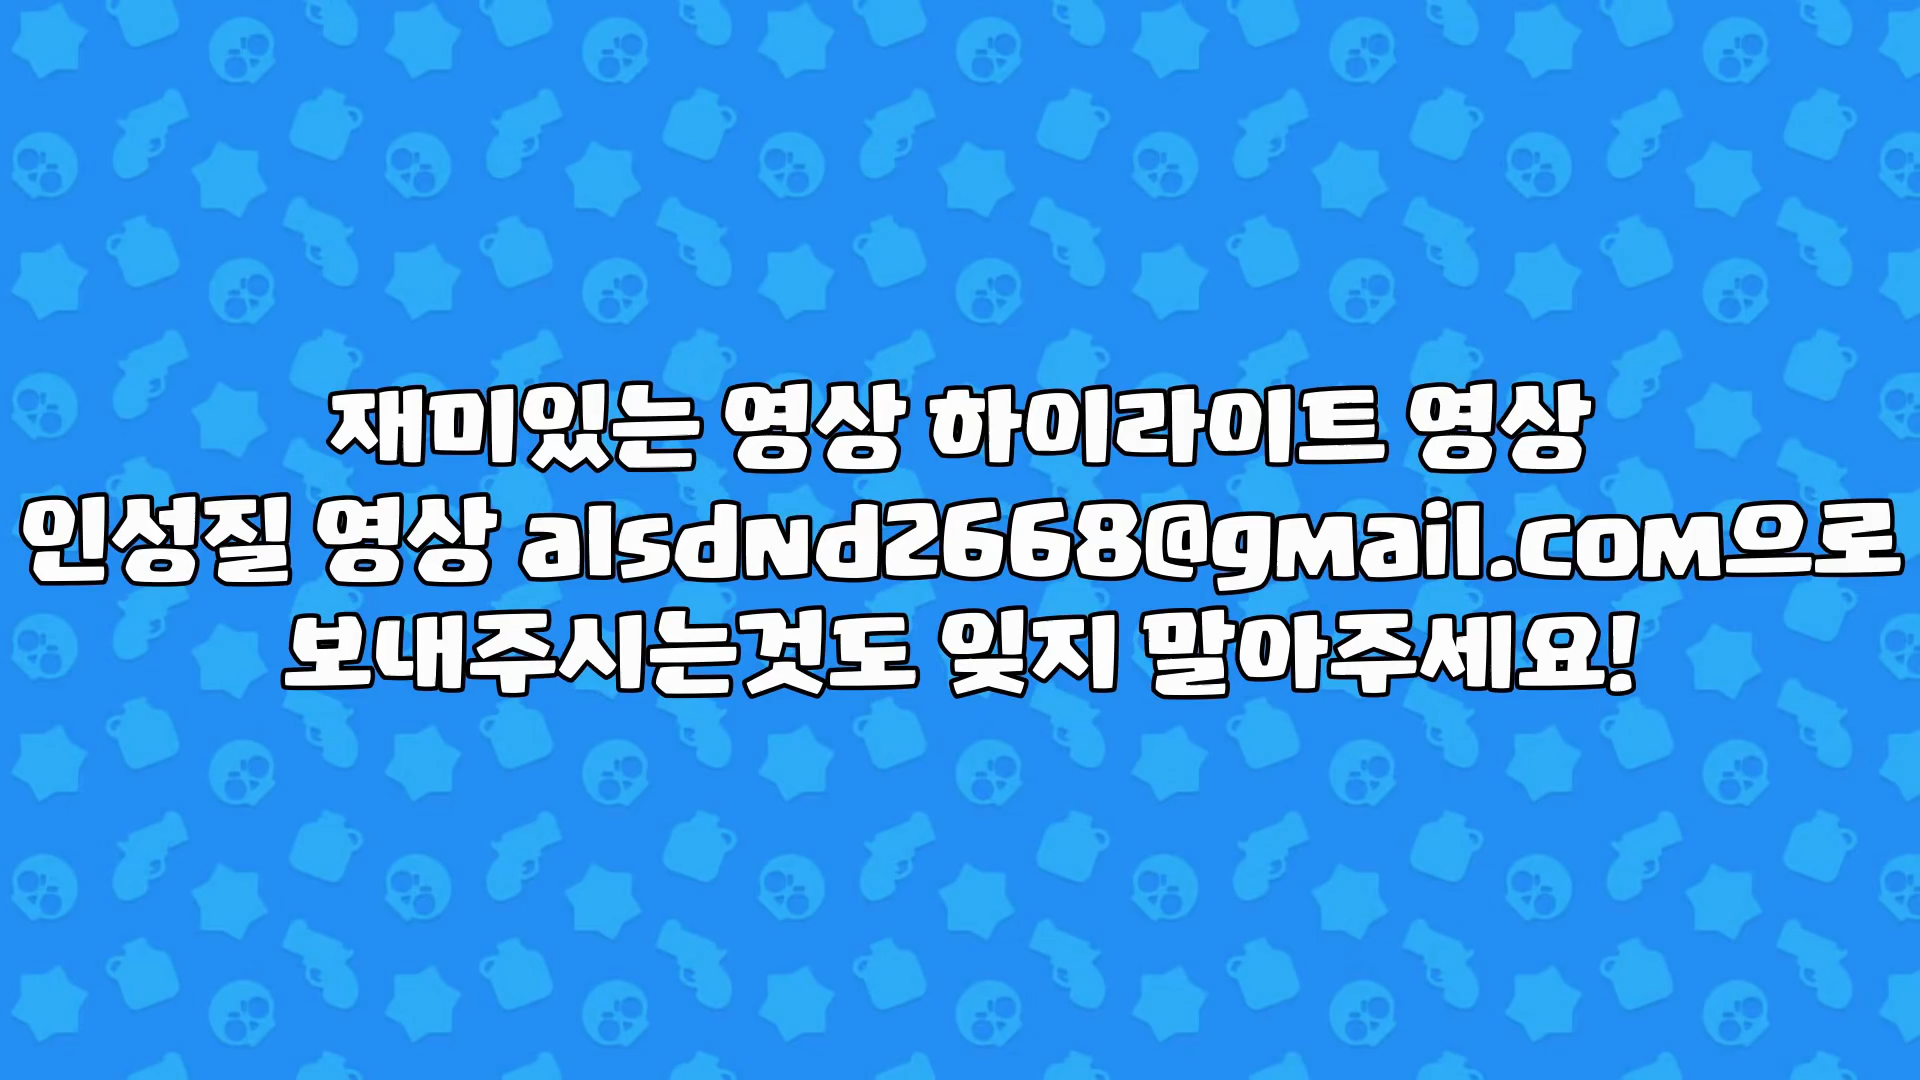 재미있는 영상 하이라이트 영상
인성질 영상 alsdnd2668@gmail.com으로
보내주시는것도 잊지 말아주세요!